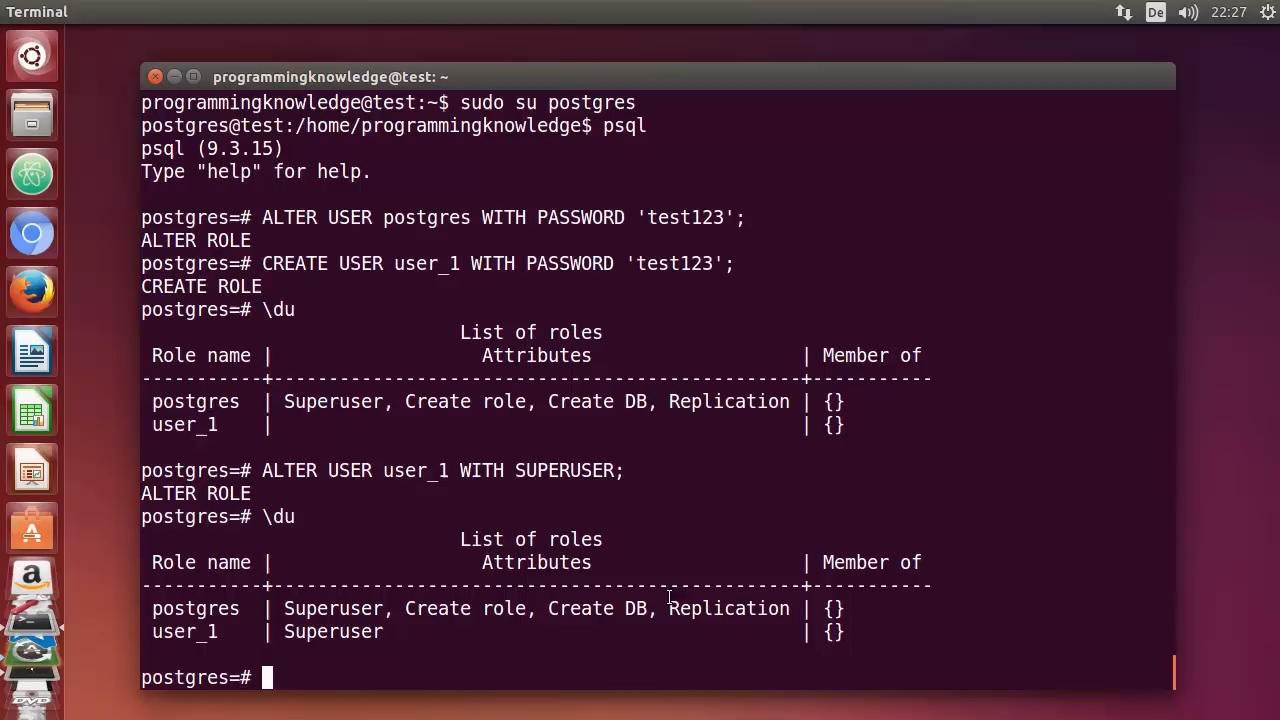 Terminal
De
22:27
programmingknowledge@test: ~
programmingknowledge@test:~$ sudo su postgres
postgres@test:/home/programmingknowledge$ psql
psql (9.3.15)
Type "help" for help.
postgres=# ALTER USER postgres WITH PASSWORD 'test123';
ALTER ROLE
postgres=# CREATE USER user_1 WITH PASSWORD 'test123';
CREATE ROLE
postgres=# \du
List of roles
Role name | Attributes | Member of
-----------+------------------------------------------------+-----------
postgres | Superuser, Create role, Create DB, Replication | {}
user_1 | | {}
postgres=# ALTER USER user_1 WITH SUPERUSER;
ALTER ROLE
postgres=# \du
List of roles
Role name | Attributes | Member of
-----------+------------------------------------------------+-----------
postgres | Superuser, Create role, Create DB, Replication | {}
user_1 | Superuser | {}
postgres=#
a
DVD